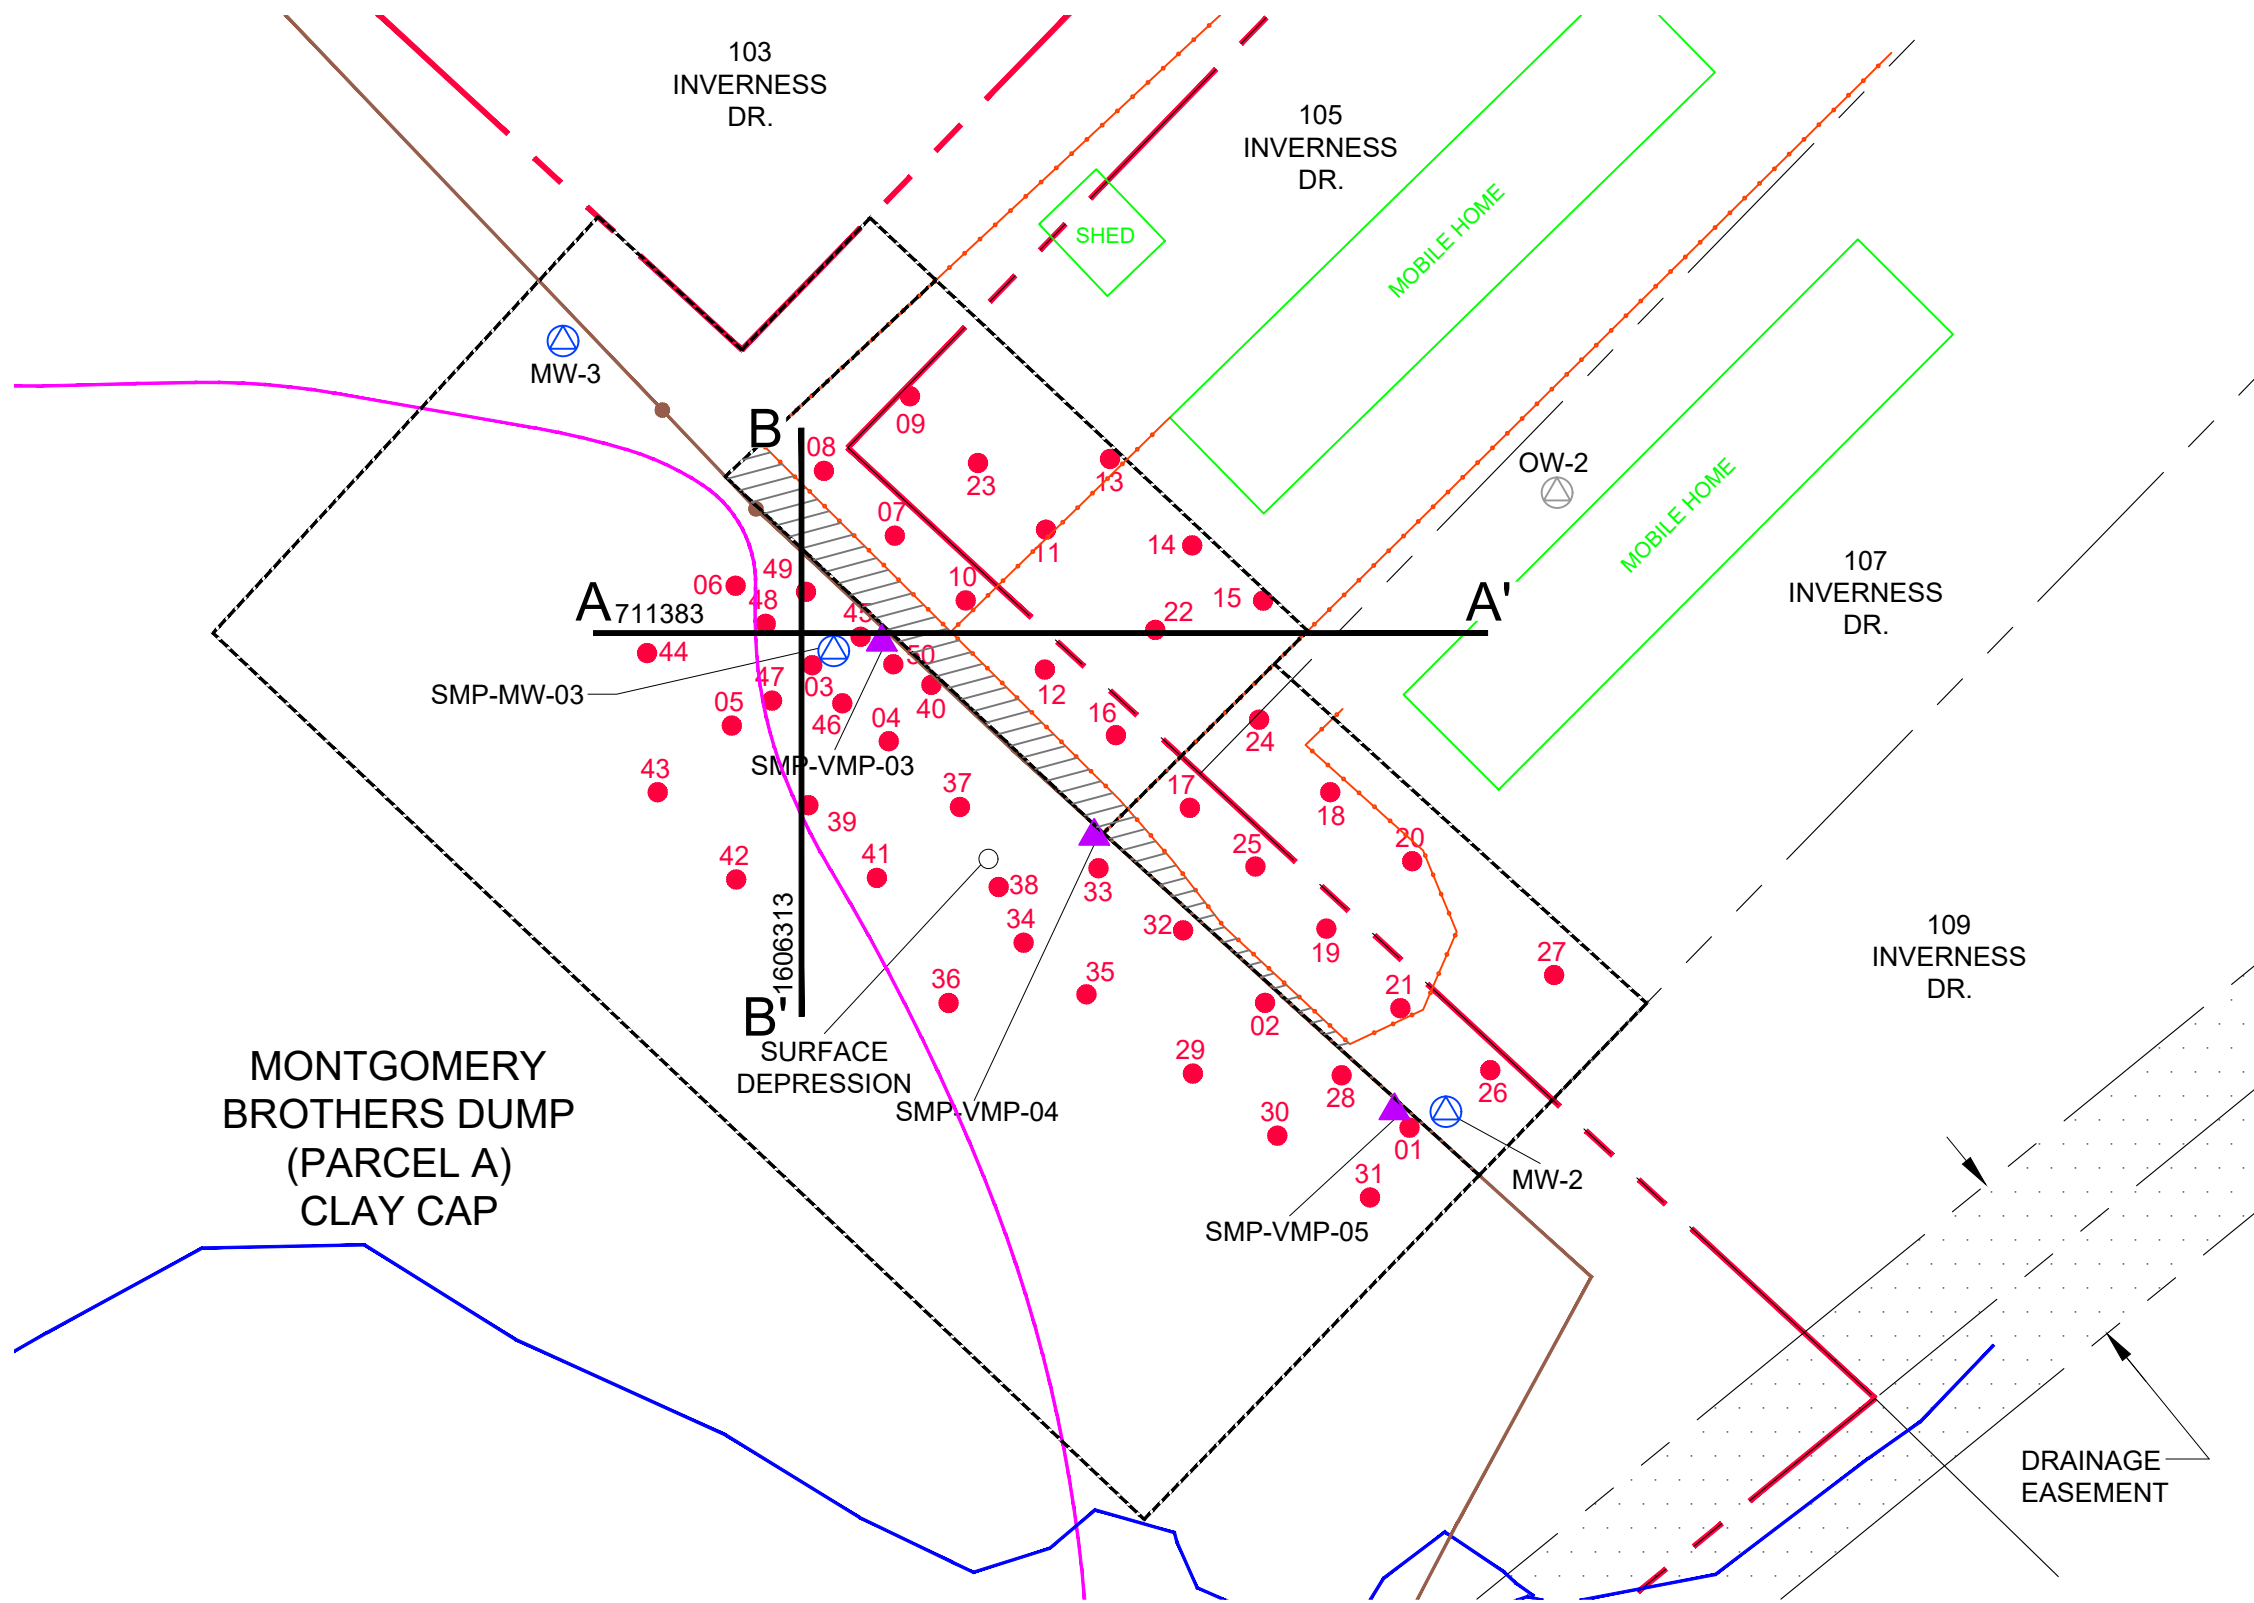 103
INVERNESS
DR.
105
INVERNESS
DR.
SHED
MOBILE HOME
MW-3
B
08
09
23
13
OW-2
MOBILE HOME
07
11
14
107
INVERNESS
DR.
49
06
48
10
A
711383
45
22
15
A'
44
50
SMP-MW-03
47
03
12
05
46
04
40
16
24
SMP-VMP-03
43
37
17
18
39
20
42
41
25
38
33
34
32
19
109
INVERNESS
DR.
27
1606313
36
35
21
B'
02
SURFACE
DEPRESSION
29
28
26
SMP-VMP-04
30
01
31
MW-2
SMP-VMP-05
MONTGOMERY
BROTHERS DUMP
(PARCEL A)
CLAY CAP
DRAINAGE
EASEMENT